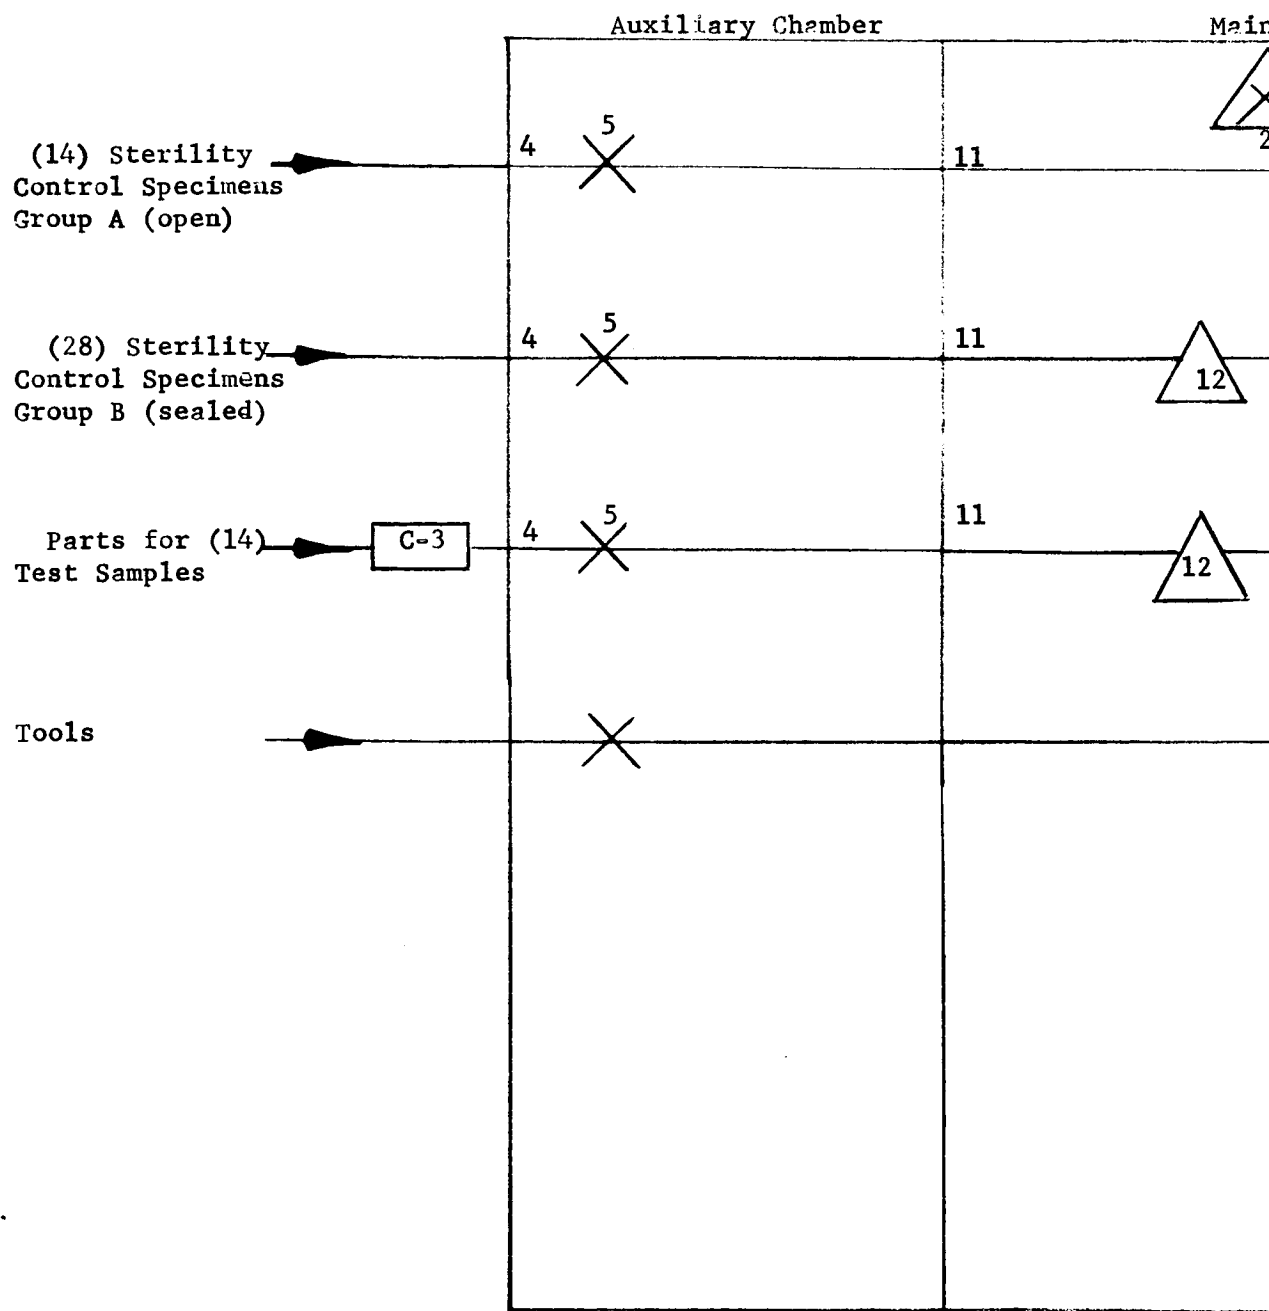 Auxiliary Chamber
Main
2
(14) Sterility
Control Specimens
Group A (open)
4
5
11
(28) Sterility
Control Specimens
Group B (sealed)
4
5
11
12
Parts for (14)
Test Samples
C-3
4
5
11
12
Tools